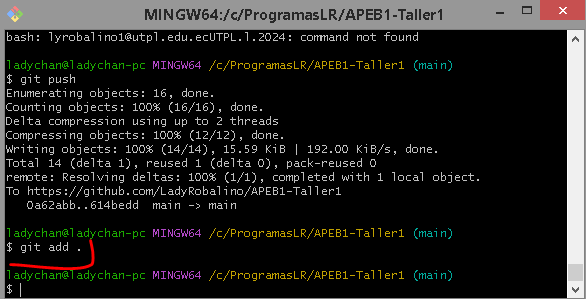 MINGW64:/c/ProgramasLR/APEB1-Taller1
bash: lyrobalino1@utpl.edu.ecUTPL.l.2024: command not found
ladychan@ladychan-pc MINGW64 /c/ProgramasLR/APEB1-Taller1 (main)
$ git push
Enumerating objects: 16, done.
Counting objects: 100% (16/16), done.
Delta compression using up to 2 threads
Compressing objects: 100% (12/12), done.
Writing objects: 100% (14/14), 15.59 KiB | 192.00 KiB/s, done.
Total 14 (delta 1), reused 1 (delta 0), pack-reused 0
remote: Resolving deltas: 100% (1/1), completed with 1 local object.
To https://github.com/LadyRobalino/APEB1-Taller1
0a62abb..614bedd  main -> main
ladychan@ladychan-pc MINGW64 /c/ProgramasLR/APEB1-Taller1 (main)
$ git add .
ladychan@ladychan-pc MINGW64 /c/ProgramasLR/APEB1-Taller1 (main)
$